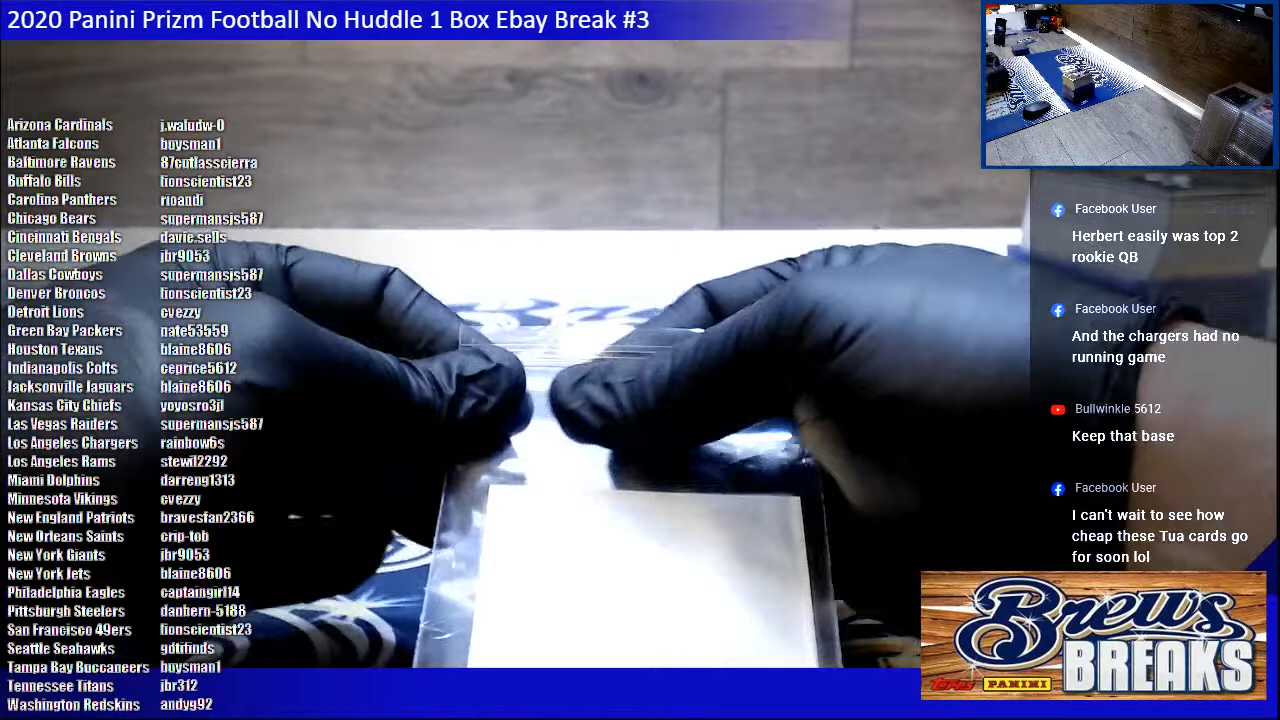 2020 Panini Prizm Football No Huddle 1 Box Ebay Break #3
Arizona Cardinals j.waludw-0
Atlanta Falcons buysman1
Baltimore Ravens 87cutlasscierra
Buffalo Bills lionscientist23
Carolina Panthers rioandi
Chicago Bears supermansjs587
Cincinnati Bengals davie.sells
Cleveland Browns jbr9053
Dallas Cowboys supermansjs587
Denver Broncos lionscientist23
Detroit Lions cvezzy
Green Bay Packers nate53559
Houston Texans blaine8606
Indianapolis Colts ceprice5612
Jacksonville Jaguars blaine8606
Kansas City Chiefs yoyosro3jl
Las Vegas Raiders supermansjs587
Los Angeles Chargers rainbow6s
Los Angeles Rams stewil2292
Miami Dolphins darreng1313
Minnesota Vikings cvezzy
New England Patriots bravesfan2366
New Orleans Saints crip-tob
New York Giants jbr9053
New York Jets blaine8606
Philadelphia Eagles captaingirl14
Pittsburgh Steelers danhern-5188
San Francisco 49ers lionscientist23
Seattle Seahawks gdtifinds
Tampa Bay Buccaneers buysman1
Tennessee Titans jbr312
Washington Redskins andyg92
Facebook User
Herbert easily was top 2
rookie QB
Facebook User
And the chargers had no
running game
Bullwinkle 5612
Keep that base
Facebook User
I can't wait to see how
cheap these Tua cards go
for soon lol
Brews
BREAKS
Topps PANINI